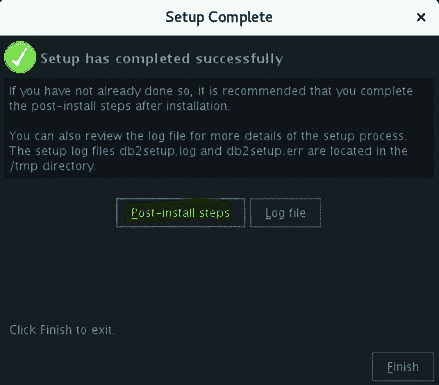 Setup Complete
Setup has completed successfully
If you have not already done so, it is recommended that you complete
the post-install steps after installation.
You can also review the log file for more details of the setup process.
The setup log files db2setup.log and db2setup.err are located in the
/tmp directory.
Post-install steps
Log file
Click Finish to exit.
Finish